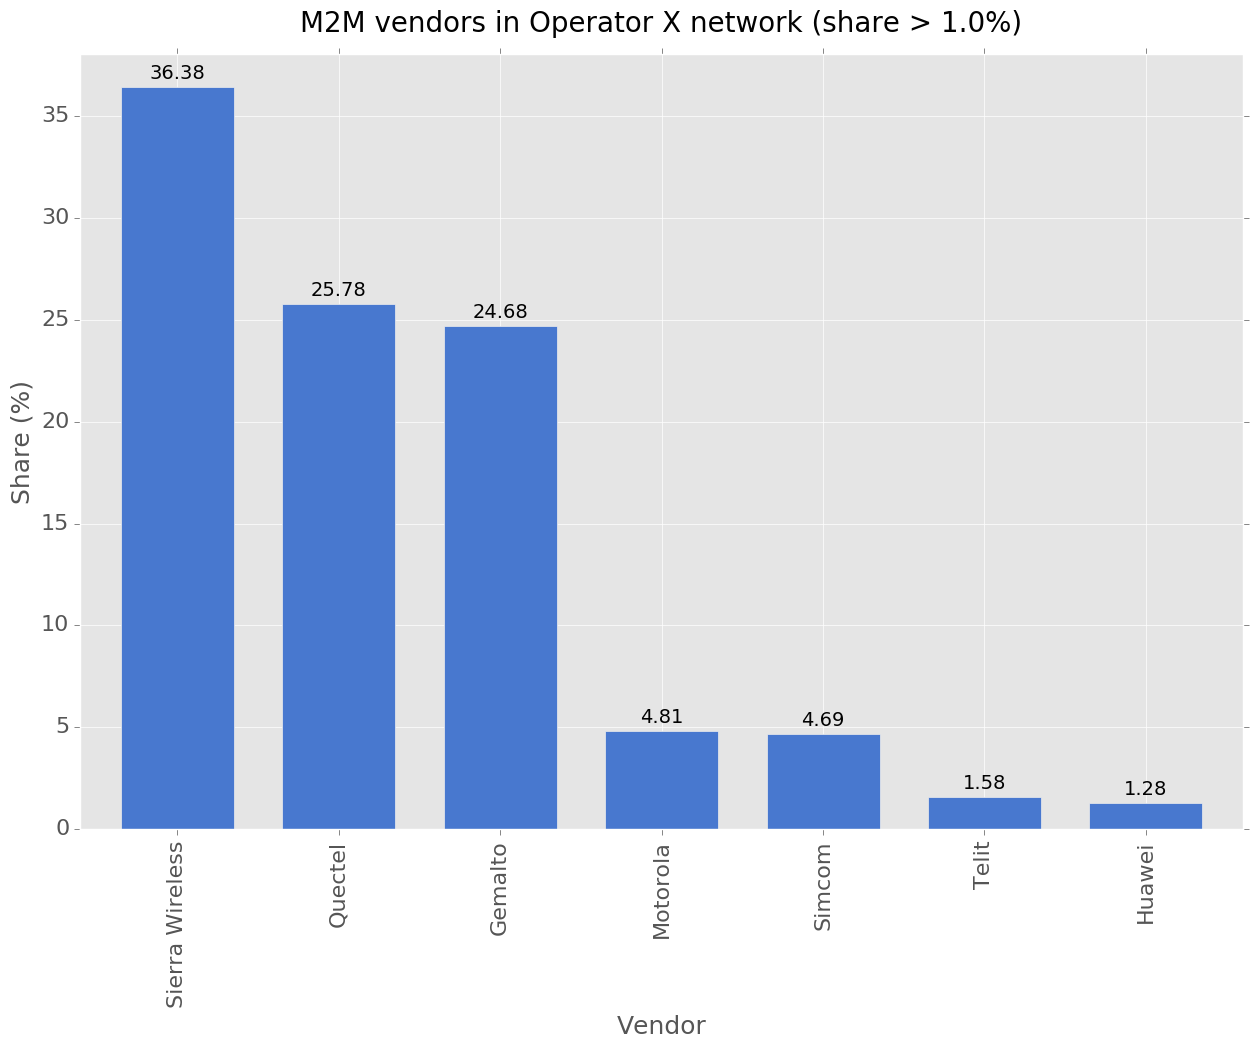 M2M vendors in Operator X network (share > 1.0%)
36.38
25.78
24.68
4.81
4.69
1.58
1.28
35
30
25
20
15
10
5
0
Share (%)
Sierra Wireless
Quectel
Gemalto
Motorola
Simcom
Telit
Huawei
Vendor